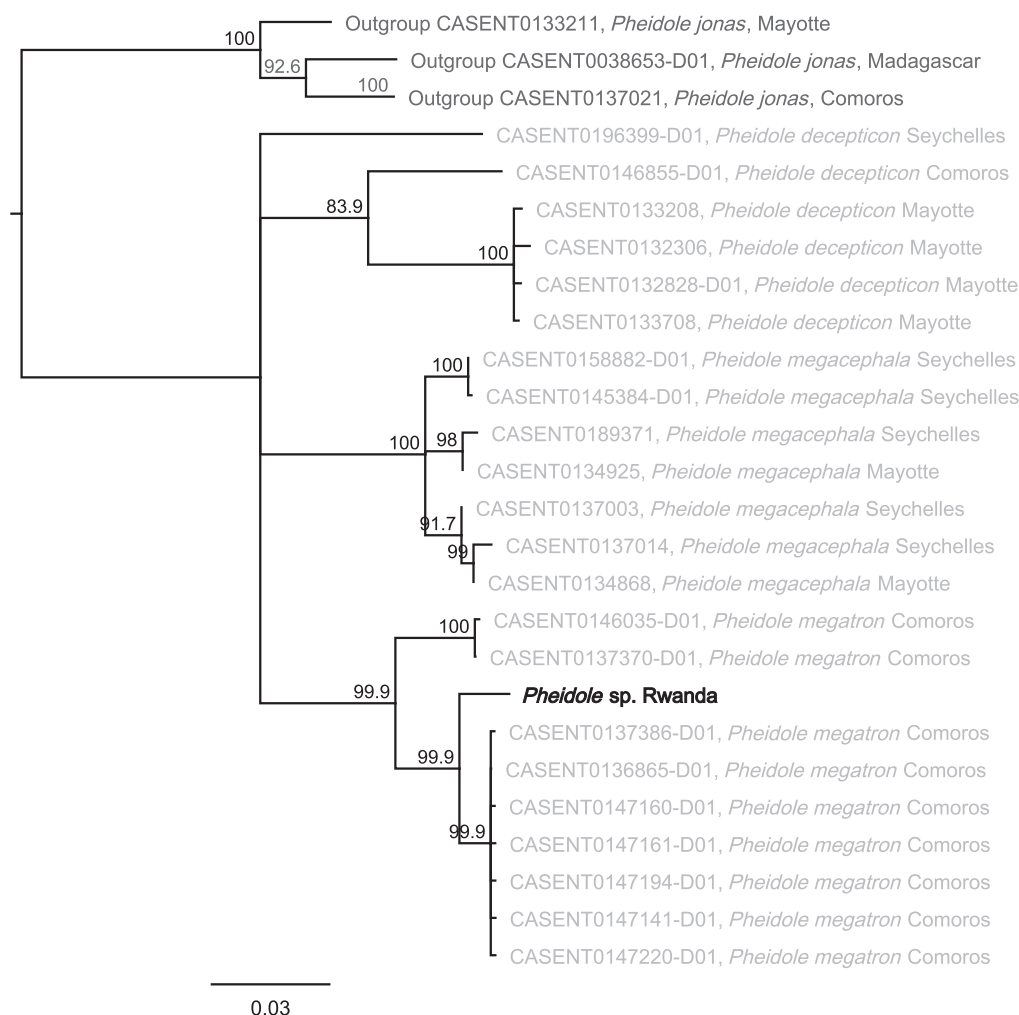 Outgroup CASENT0133211, Pheidole jonas, Mayotte
100
Outgroup CASENT0038653-D01, Pheidole jonas, Madagascar
92.6
100
Outgroup CASENT0137021, Pheidole jonas, Comoros
CASENT0196399-D01, Pheidole decepticon Seychelles
CASENT0146855-D01, Pheidole decepticon Comoros
83.9
CASENT0133208, Pheidole decepticon Mayotte
CASENT0132306, Pheidole decepticon Mayotte
100
CASENT0132828-D01, Pheidole decepticon Mayotte
CASENT0133708, Pheidole decepticon Mayotte
CASENT0158882-D01, Pheidole megacephala Seychelles
100
CASENT0145384-D01, Pheidole megacephala Seychelles
CASENT0189371, Pheidole megacephala Seychelles
100
98
CASENT0134925, Pheidole megacephala Mayotte
CASENT0137003, Pheidole megacephala Seychelles
91.7
CASENT0137014, Pheidole megacephala Seychelles
99
CASENT0134868, Pheidole megacephala Mayotte
CASENT0146035-D01, Pheidole megatron Comoros
100
CASENT0137370-D01, Pheidole megatron Comoros
99.9
Pheidole sp. Rwanda
CASENT0137386-D01, Pheidole megatron Comoros
99.9
CASENT0136865-D01, Pheidole megatron Comoros
CASENT0147160-D01, Pheidole megatron Comoros
99.9
CASENT0147161-D01, Pheidole megatron Comoros
CASENT0147194-D01, Pheidole megatron Comoros
CASENT0147141-D01, Pheidole megatron Comoros
CASENT0147220-D01, Pheidole megatron Comoros
0.03